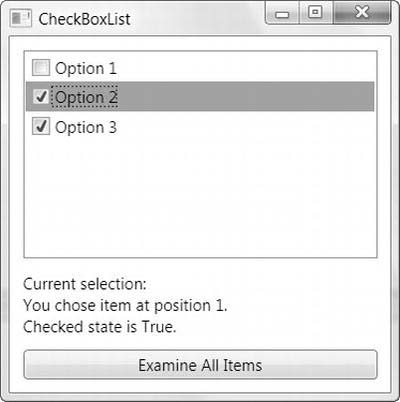 CheckBoxList
Option 1
Option 2
Option 3
Current selection:
You chose item at position 1.
Checked state is True.
Examine All Items